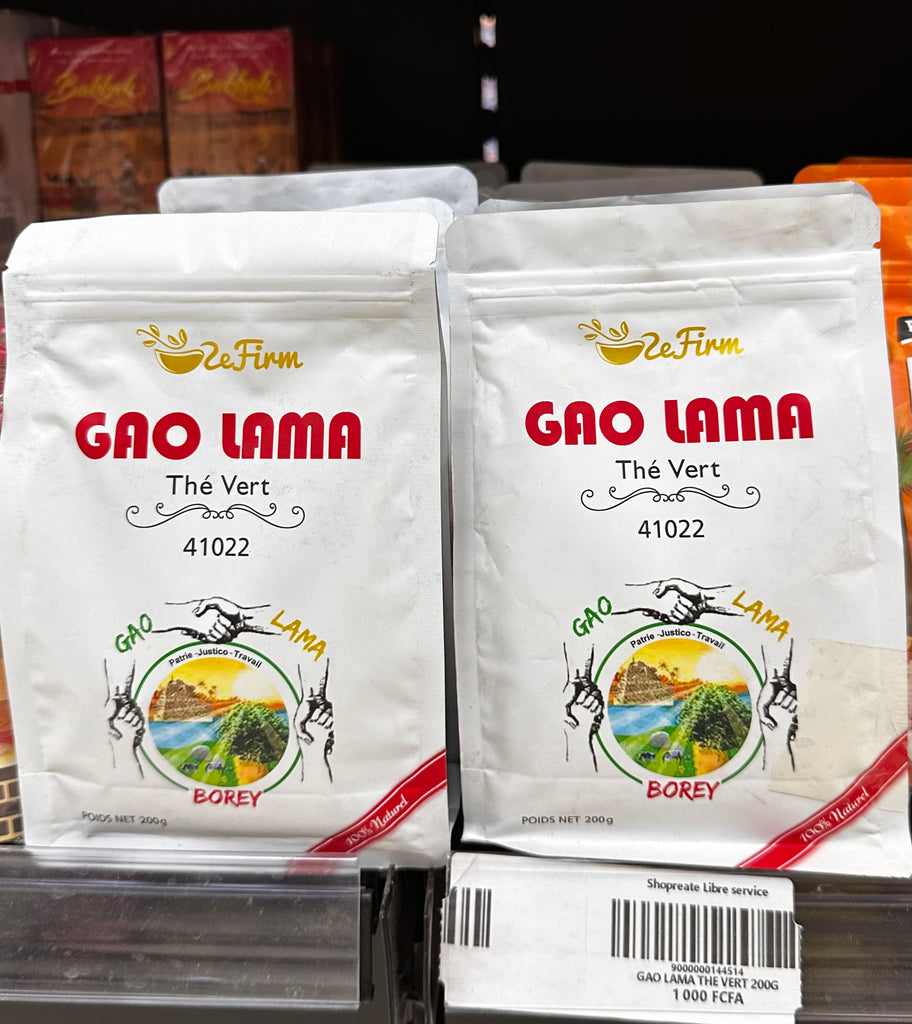 ZeFirm
GAO LAMA
Thé Vert
41022
GAO
LAMA
Patrie -Justico -Travail
BOREY
POIDS NET 200g
100% Naturel
ZeFirm
GAO LAMA
Thé Vert
41022
GAO
LAMA
Patrie -Justico -Travail
BOREY
POIDS NET 200g
100% Naturel
Shopreate Libre service
9000000144514
GAO LAMA THE VERT 200G
1 000 FCFA